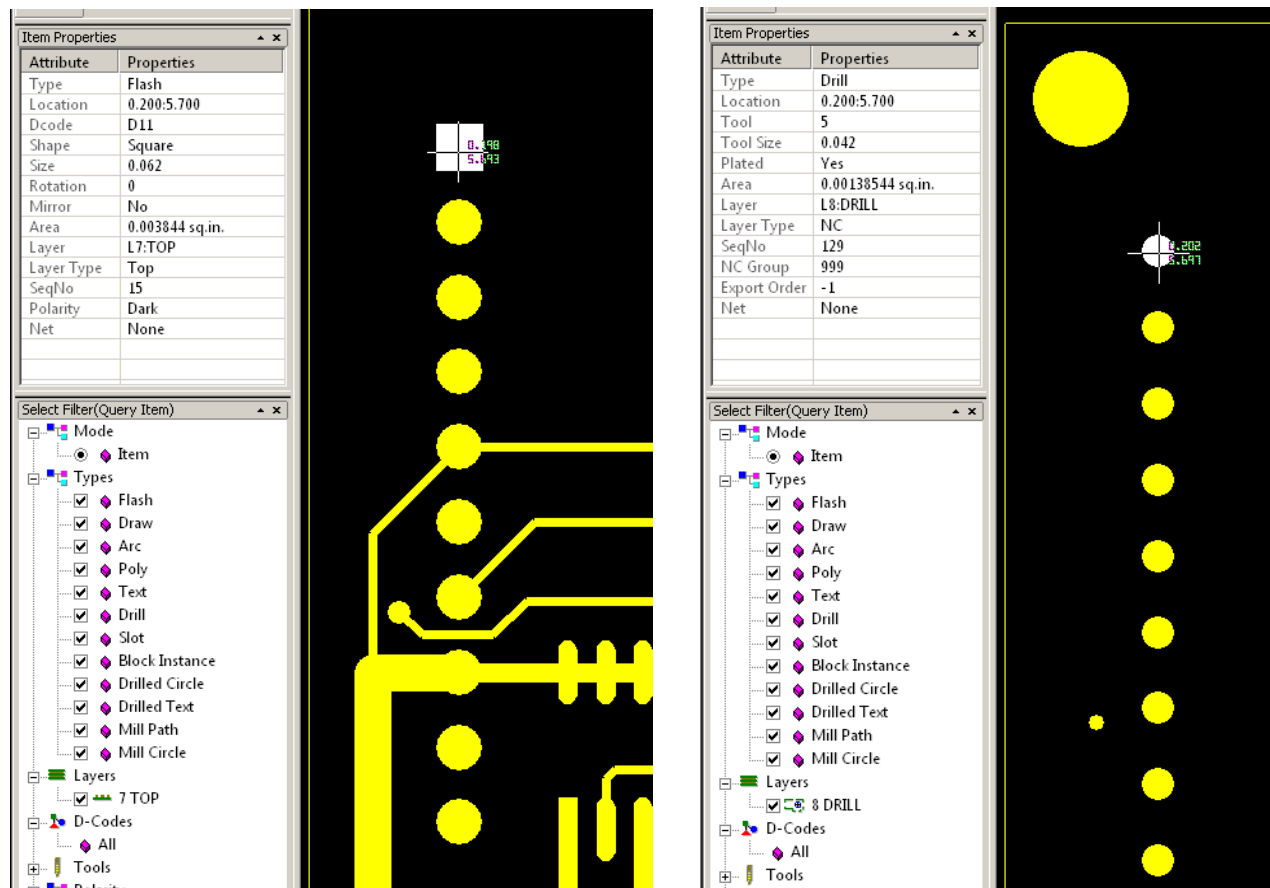 Item Properties
Attribute Properties
Type Flash
Location 0.200:5.700
Dcode D11
Shape Square
Size 0.062
Rotation 0
Mirror No
Area 0.003844 sq.in.
Layer L7:TOP
Layer Type Top
SeqNo 15
Polarity Dark
Net None
Select Filter(Query Item)
Mode
Item
Types
Flash
Draw
Arc
Poly
Text
Drill
Slot
Block Instance
Drilled Circle
Drilled Text
Mill Path
Mill Circle
Layers
7 TOP
D-Codes
All
Tools
0.198
5.693
Item Properties
Attribute Properties
Type Drill
Location 0.200:5.700
Tool 5
Tool Size 0.042
Plated Yes
Area 0.00138544 sq.in.
Layer L8:DRILL
Layer Type NC
SeqNo 129
NC Group 999
Export Order -1
Net None
Select Filter(Query Item)
Mode
Item
Types
Flash
Draw
Arc
Poly
Text
Drill
Slot
Block Instance
Drilled Circle
Drilled Text
Mill Path
Mill Circle
Layers
8 DRILL
D-Codes
All
Tools
0.202
5.697